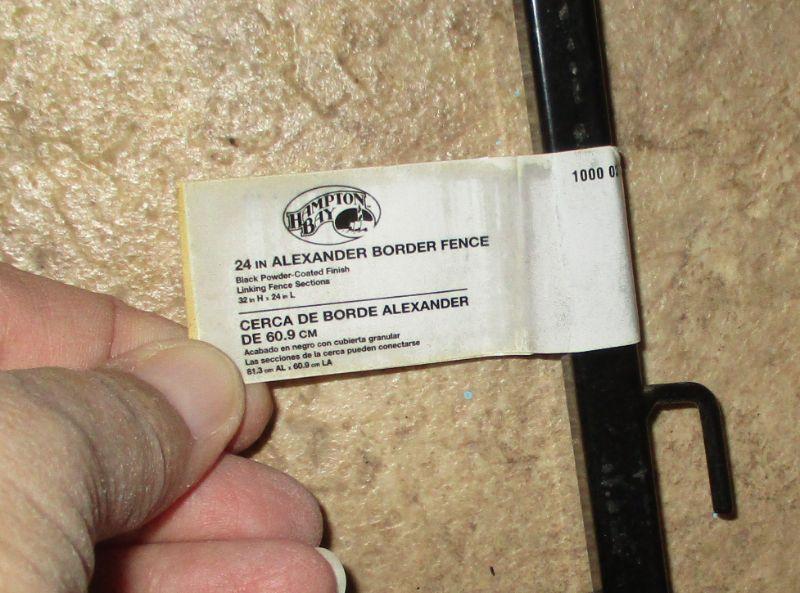 HAMPTON
BAY
24 IN ALEXANDER BORDER FENCE
Black Powder-Coated Finish
Linking Fence Sections
32 in H x 24 in L
CERCA DE BORDE ALEXANDER
DE 60.9 CM
Acabado en negro con cubierta granular
Las secciones de la cerca pueden conectarse
81.3 cm AL x 60.9 cm LA
1000